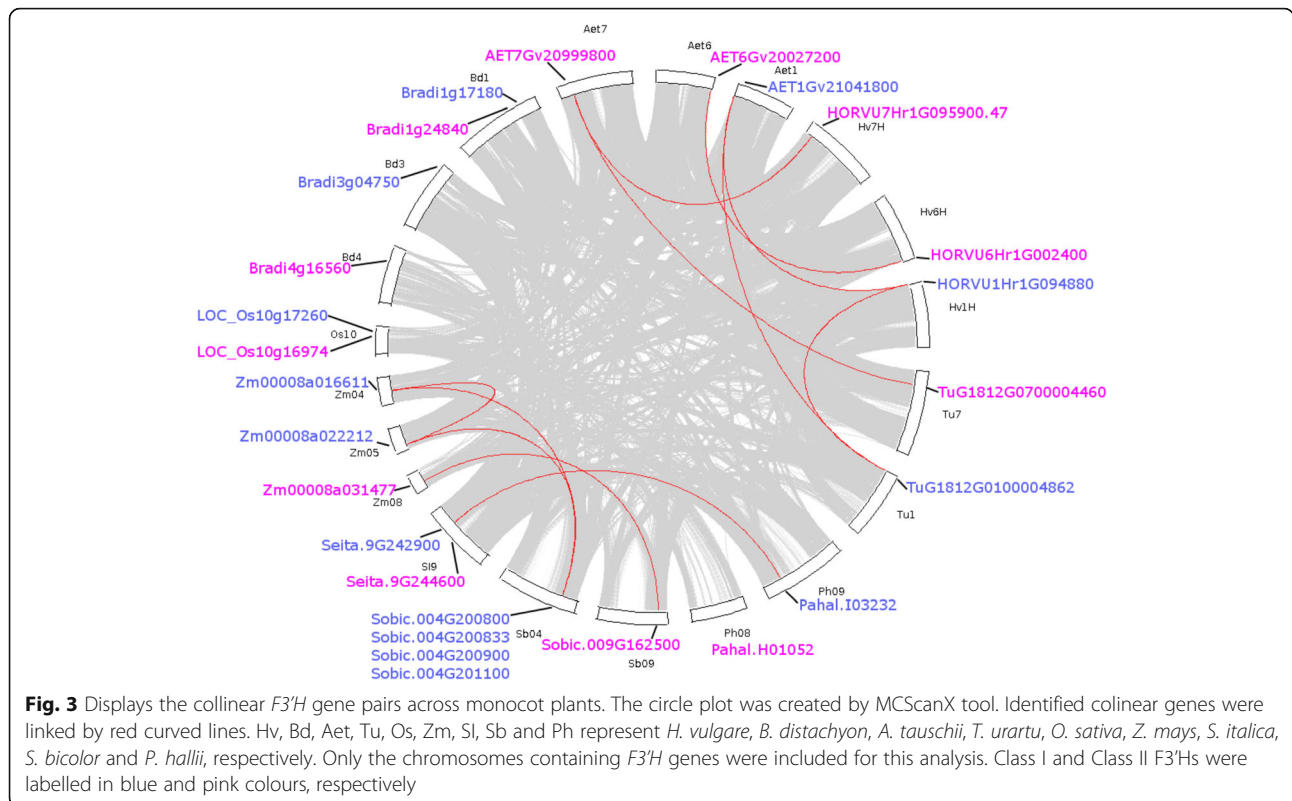 Aet7
AET7Gv20999800
Aet6
AET6Gv20027200
Aet1
AET1Gv21041800
Bd1
Bradi1g17180
Bradi1g24840
HORVU7Hr1G095900.47
Hv7H
Bd3
Bradi3g04750
Hv6H
HORVU6Hr1G002400
Bd4
Bradi4g16560
HORVU1Hr1G094880
Hv1H
LOC_Os10g17260
Os10
LOC_Os10g16974
Zm00008a016611
Zm04
TuG1812G0700004460
Tu7
Zm00008a022212
Zm05
Zm00008a031477
Zm08
TuG1812G0100004862
Tu1
Seita.9G242900
SI9
Seita.9G244600
Ph09
Pahal.I03232
Sobic.004G200800
Sobic.004G200833
Sobic.004G200900
Sobic.004G201100
Sb04
Sobic.009G162500
Sb09
Ph08
Pahal.H01052
Fig. 3 Displays the collinear F3'H gene pairs across monocot plants. The circle plot was created by MCScanX tool. Identified colinear genes were
linked by red curved lines. Hv, Bd, Aet, Tu, Os, Zm, SI, Sb and Ph represent H. vulgare, B. distachyon, A. tauschii, T. urartu, O. sativa, Z. mays, S. italica,
S. bicolor and P. hallii, respectively. Only the chromosomes containing F3'H genes were included for this analysis. Class I and Class II F3'Hs were
labelled in blue and pink colours, respectively